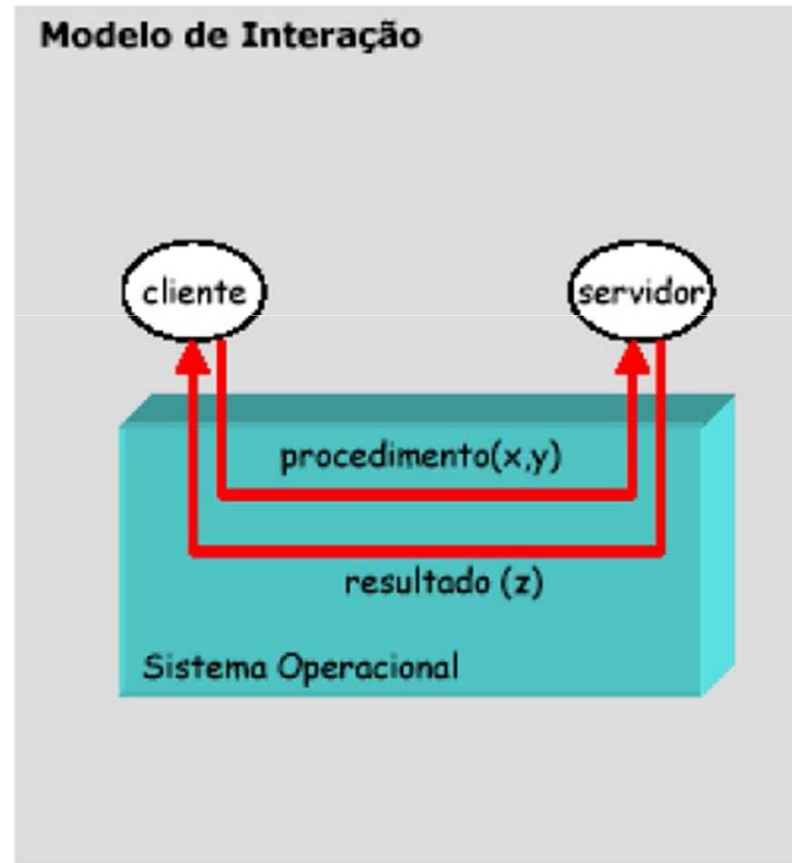 Modelo de Interação
cliente
servidor
procedimento(x,y)
resultado (z)
Sistema Operacional